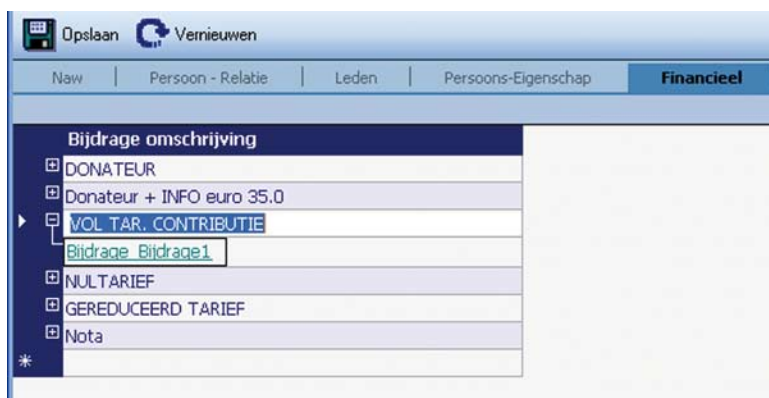 Opslaan Vernieuwen
Naw Persoon - Relatie Leden Persoons-Eigenschap Financieel
Bijdrage omschrijving
DONATEUR
Donateur + INFO euro 35.0
VOL TAR. CONTRIBUTIE
Bijdrage_Bijdrage1
NULTARIEF
GEREDUCEERD TARIEF
Nota